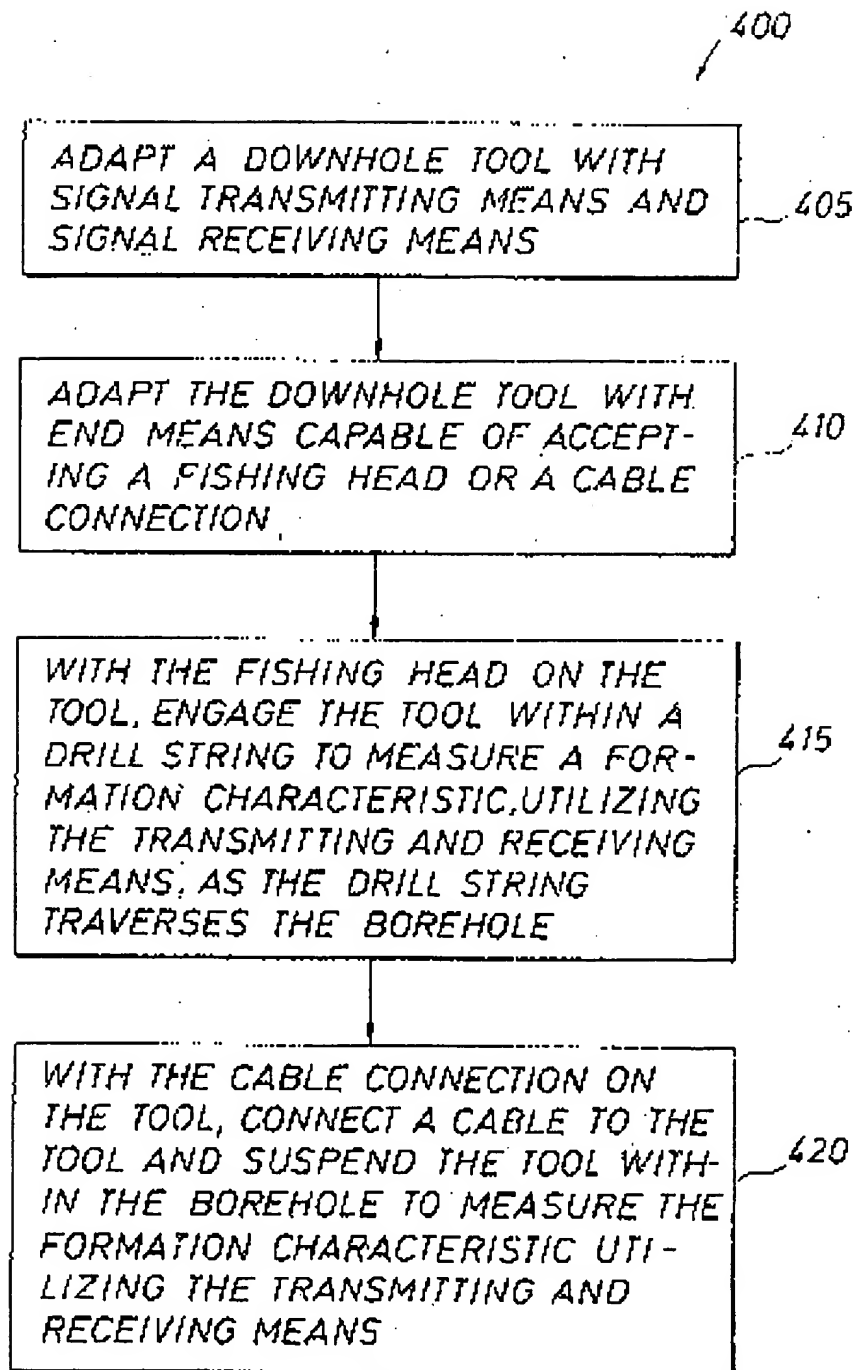 400
ADAPT A DOWNHOLE TOOL WITH
SIGNAL TRANSMITTING MEANS AND
SIGNAL RECEIVING MEANS
405
ADAPT THE DOWNHOLE TOOL WITH
END MEANS CAPABLE OF ACCEPT-
ING A FISHING HEAD OR A CABLE
CONNECTION
410
WITH THE FISHING HEAD ON THE
TOOL, ENGAGE THE TOOL WITHIN A
DRILL STRING TO MEASURE A FOR-
MATION CHARACTERISTIC, UTILIZING
THE TRANSMITTING AND RECEIVING
MEANS, AS THE DRILL STRING
TRAVERSES THE BOREHOLE
415
WITH THE CABLE CONNECTION ON
THE TOOL, CONNECT A CABLE TO THE
TOOL AND SUSPEND THE TOOL WITH-
IN THE BOREHOLE TO MEASURE THE
FORMATION CHARACTERISTIC UTI-
LIZING THE TRANSMITTING AND
RECEIVING MEANS
420